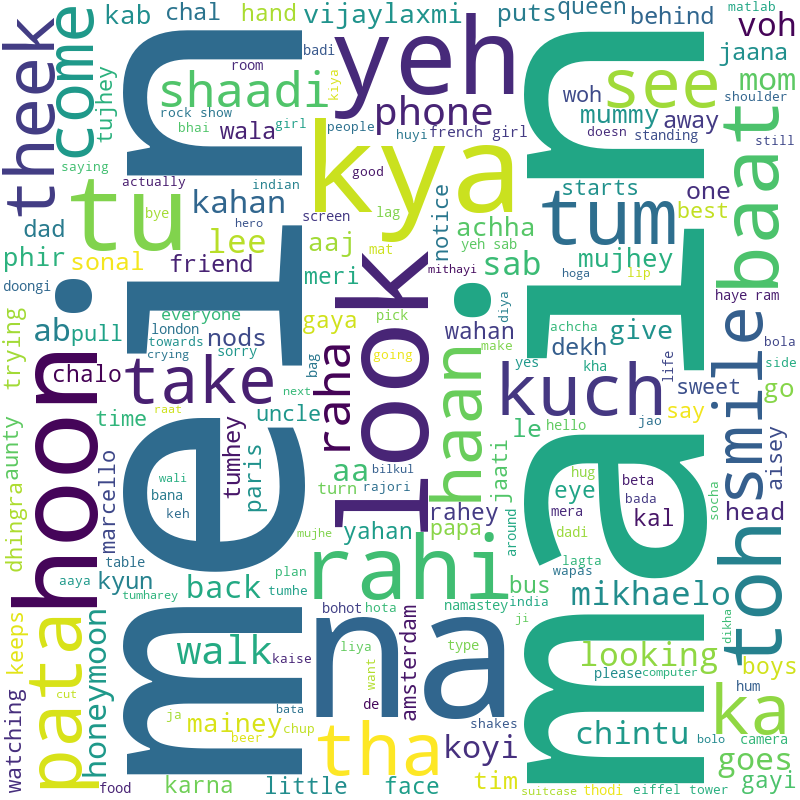 kab chal hand vijaylaxmi puts queen behind matlab
theek come tujhey mein badi yeh voh
shaadi room kiya see woh jaana mom
rock show phone mummy away shoulder
bhai wala girl people huyi french girl doesn standing still
saying actually indian kya good main baat
tu bye kahan hero screen lag notice starts one
dad lee aaj mat achha tum best
phir sonal friend meri look yeh sab sab mujhey
doongi mithayi hoga lip haye ram
everyone gaya pick diya
trying ab pull london nods wahan achcha give bola
towards crying sorry going make dekh
hoon chalo take bag raha haan yes kha life smile side
next kuch sweet go
time raat uncle jao say
aunty marcello tumhey paris aa bilkul jaati le hello aisey
wali bana turn rajori hug eye beta
dhingra keh rahey mera bada kal socha head
mujhe yahan papa around dadi
table plan rahi lagta toh
aaya kyun tumhe wapas
tumharey back bus mikhaelo
keeps pata honeymoon bohot hota namastey india
ji dikha
walk kaise na liya type looking boys
want amsterdam please computer hum
cut ja bata de shakes ka
watching mainey chup chintu camera
beer tha koyi bolo goes
food karna little face tim suitcase thodi eiffel tower gayi